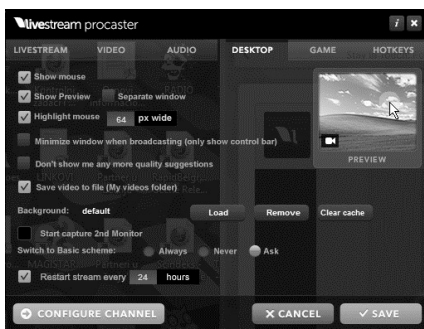 livestream procaster
i x
LIVESTREAM VIDEO AUDIO DESKTOP GAME HOTKEYS
Show mouse
Show Preview Separate window
Highlight mouse 64 px wide
Minimize window when broadcasting (only show control bar)
Don't show me any more quality suggestions
Save video to file (My videos folder)
PREVIEW
Background: default Load Remove Clear cache
Start capture 2nd Monitor
Switch to Basic scheme: Always Never Ask
Restart stream every 24 hours
CONFIGURE CHANNEL CANCEL SAVE